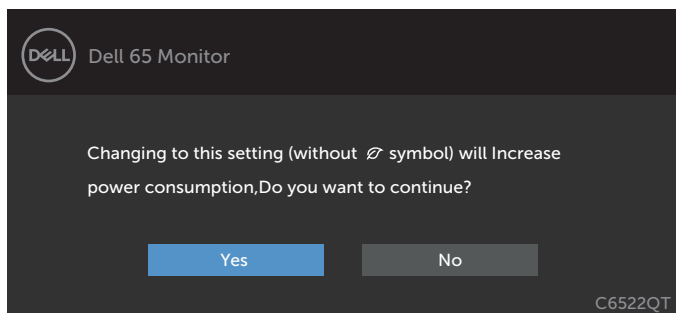 DELL
Dell 65 Monitor
Changing to this setting (without symbol) will Increase
power consumption,Do you want to continue?
Yes
No
C6522QT